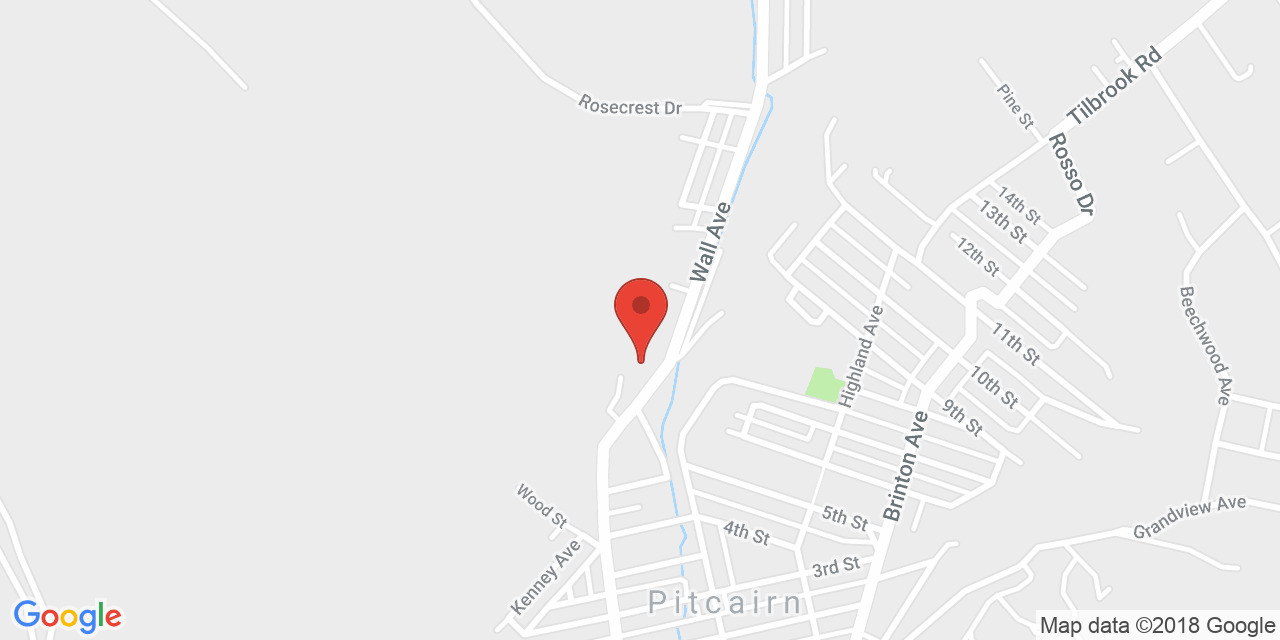 Rosecrest Dr
Tilbrook Rd
Pine St
Rosso Dr
14th St
13th St
12th St
Wall Ave
Beechwood Ave
Highland Ave
11th St
10th St
9th St
Brinton Ave
Wood St
5th St
4th St
Grandview Ave
Kenney Ave
3rd St
Pitcairn
Google
Map data ©2018 Google